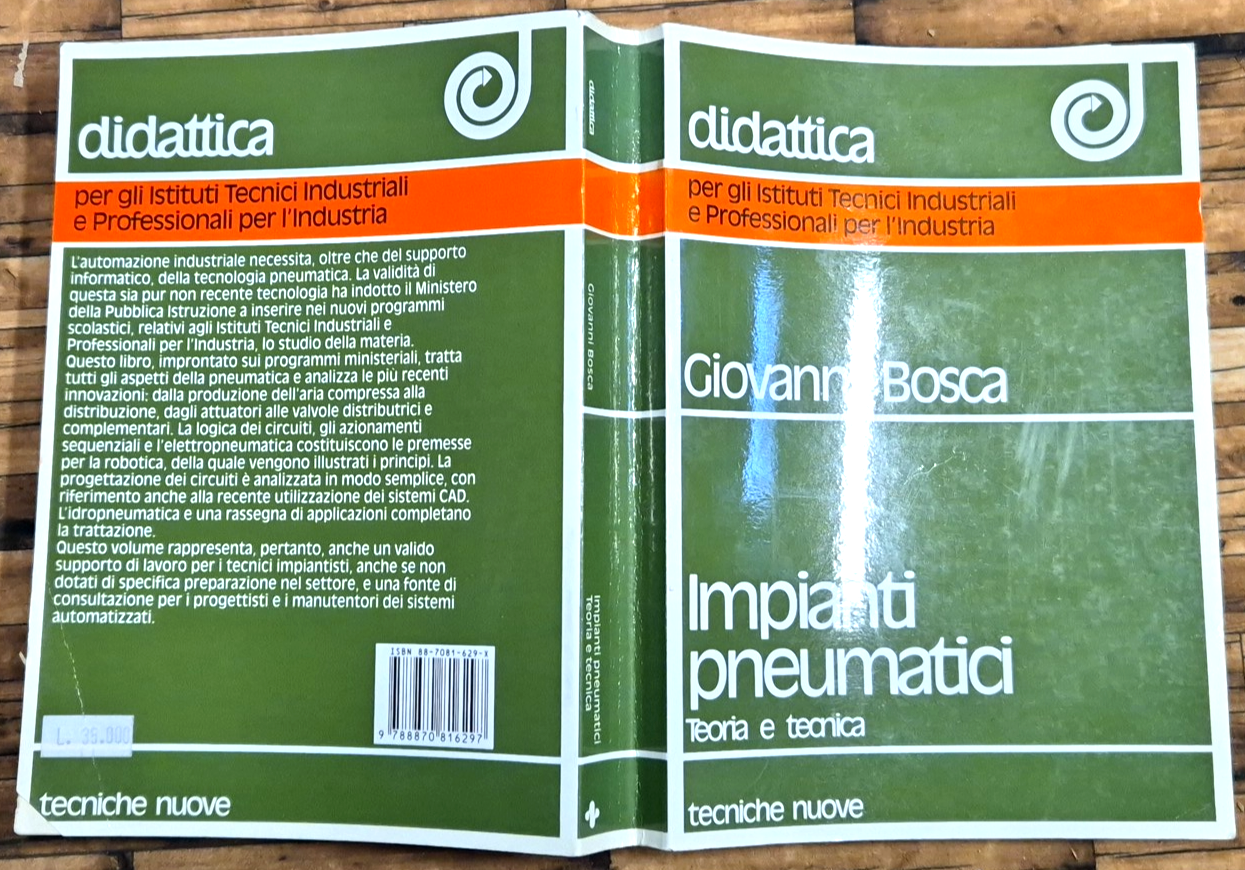 didattica
per gli Istituti Tecnici Industriali
e Professionali per l'Industria
L'automazione industriale necessita, oltre che del supporto
informatico, della tecnologia pneumatica. La validità di
questa sia pur non recente tecnologia ha indotto il Ministero
della Pubblica Istruzione a inserire nei nuovi programmi
scolastici, relativi agli Istituti Tecnici Industriali e
Professionali per l'Industria, lo studio della materia.
Questo libro, improntato sui programmi ministeriali, tratta
tutti gli aspetti della pneumatica e analizza le più recenti
innovazioni: dalla produzione dell'aria compressa alla
distribuzione, dagli attuatori alle valvole distributrici e
complementari. La logica dei circuiti, gli azionamenti
sequenziali e l'elettropneumatica costituiscono le premesse
per la robotica, della quale vengono illustrati i principi. La
progettazione dei circuiti è analizzata in modo semplice, con
riferimento anche alla recente utilizzazione dei sistemi CAD.
L'idropneumatica e una rassegna di applicazioni completano
la trattazione.
Questo volume rappresenta, pertanto, anche un valido
supporto di lavoro per i tecnici impiantisti, anche se non
dotati di specifica preparazione nel settore, e una fonte di
consultazione per i progettisti e i manutentori dei sistemi
automatizzati.
ISBN 88-7081-629-X
9 788870 816297
L. 35.000
tecniche nuove
didattica
Giovanni Bosca
Impianti pneumatici
Teoria e tecnica
didattica
per gli Istituti Tecnici Industriali
e Professionali per l'Industria
Giovanni Bosca
Impianti
pneumatici
Teoria e tecnica
tecniche nuove